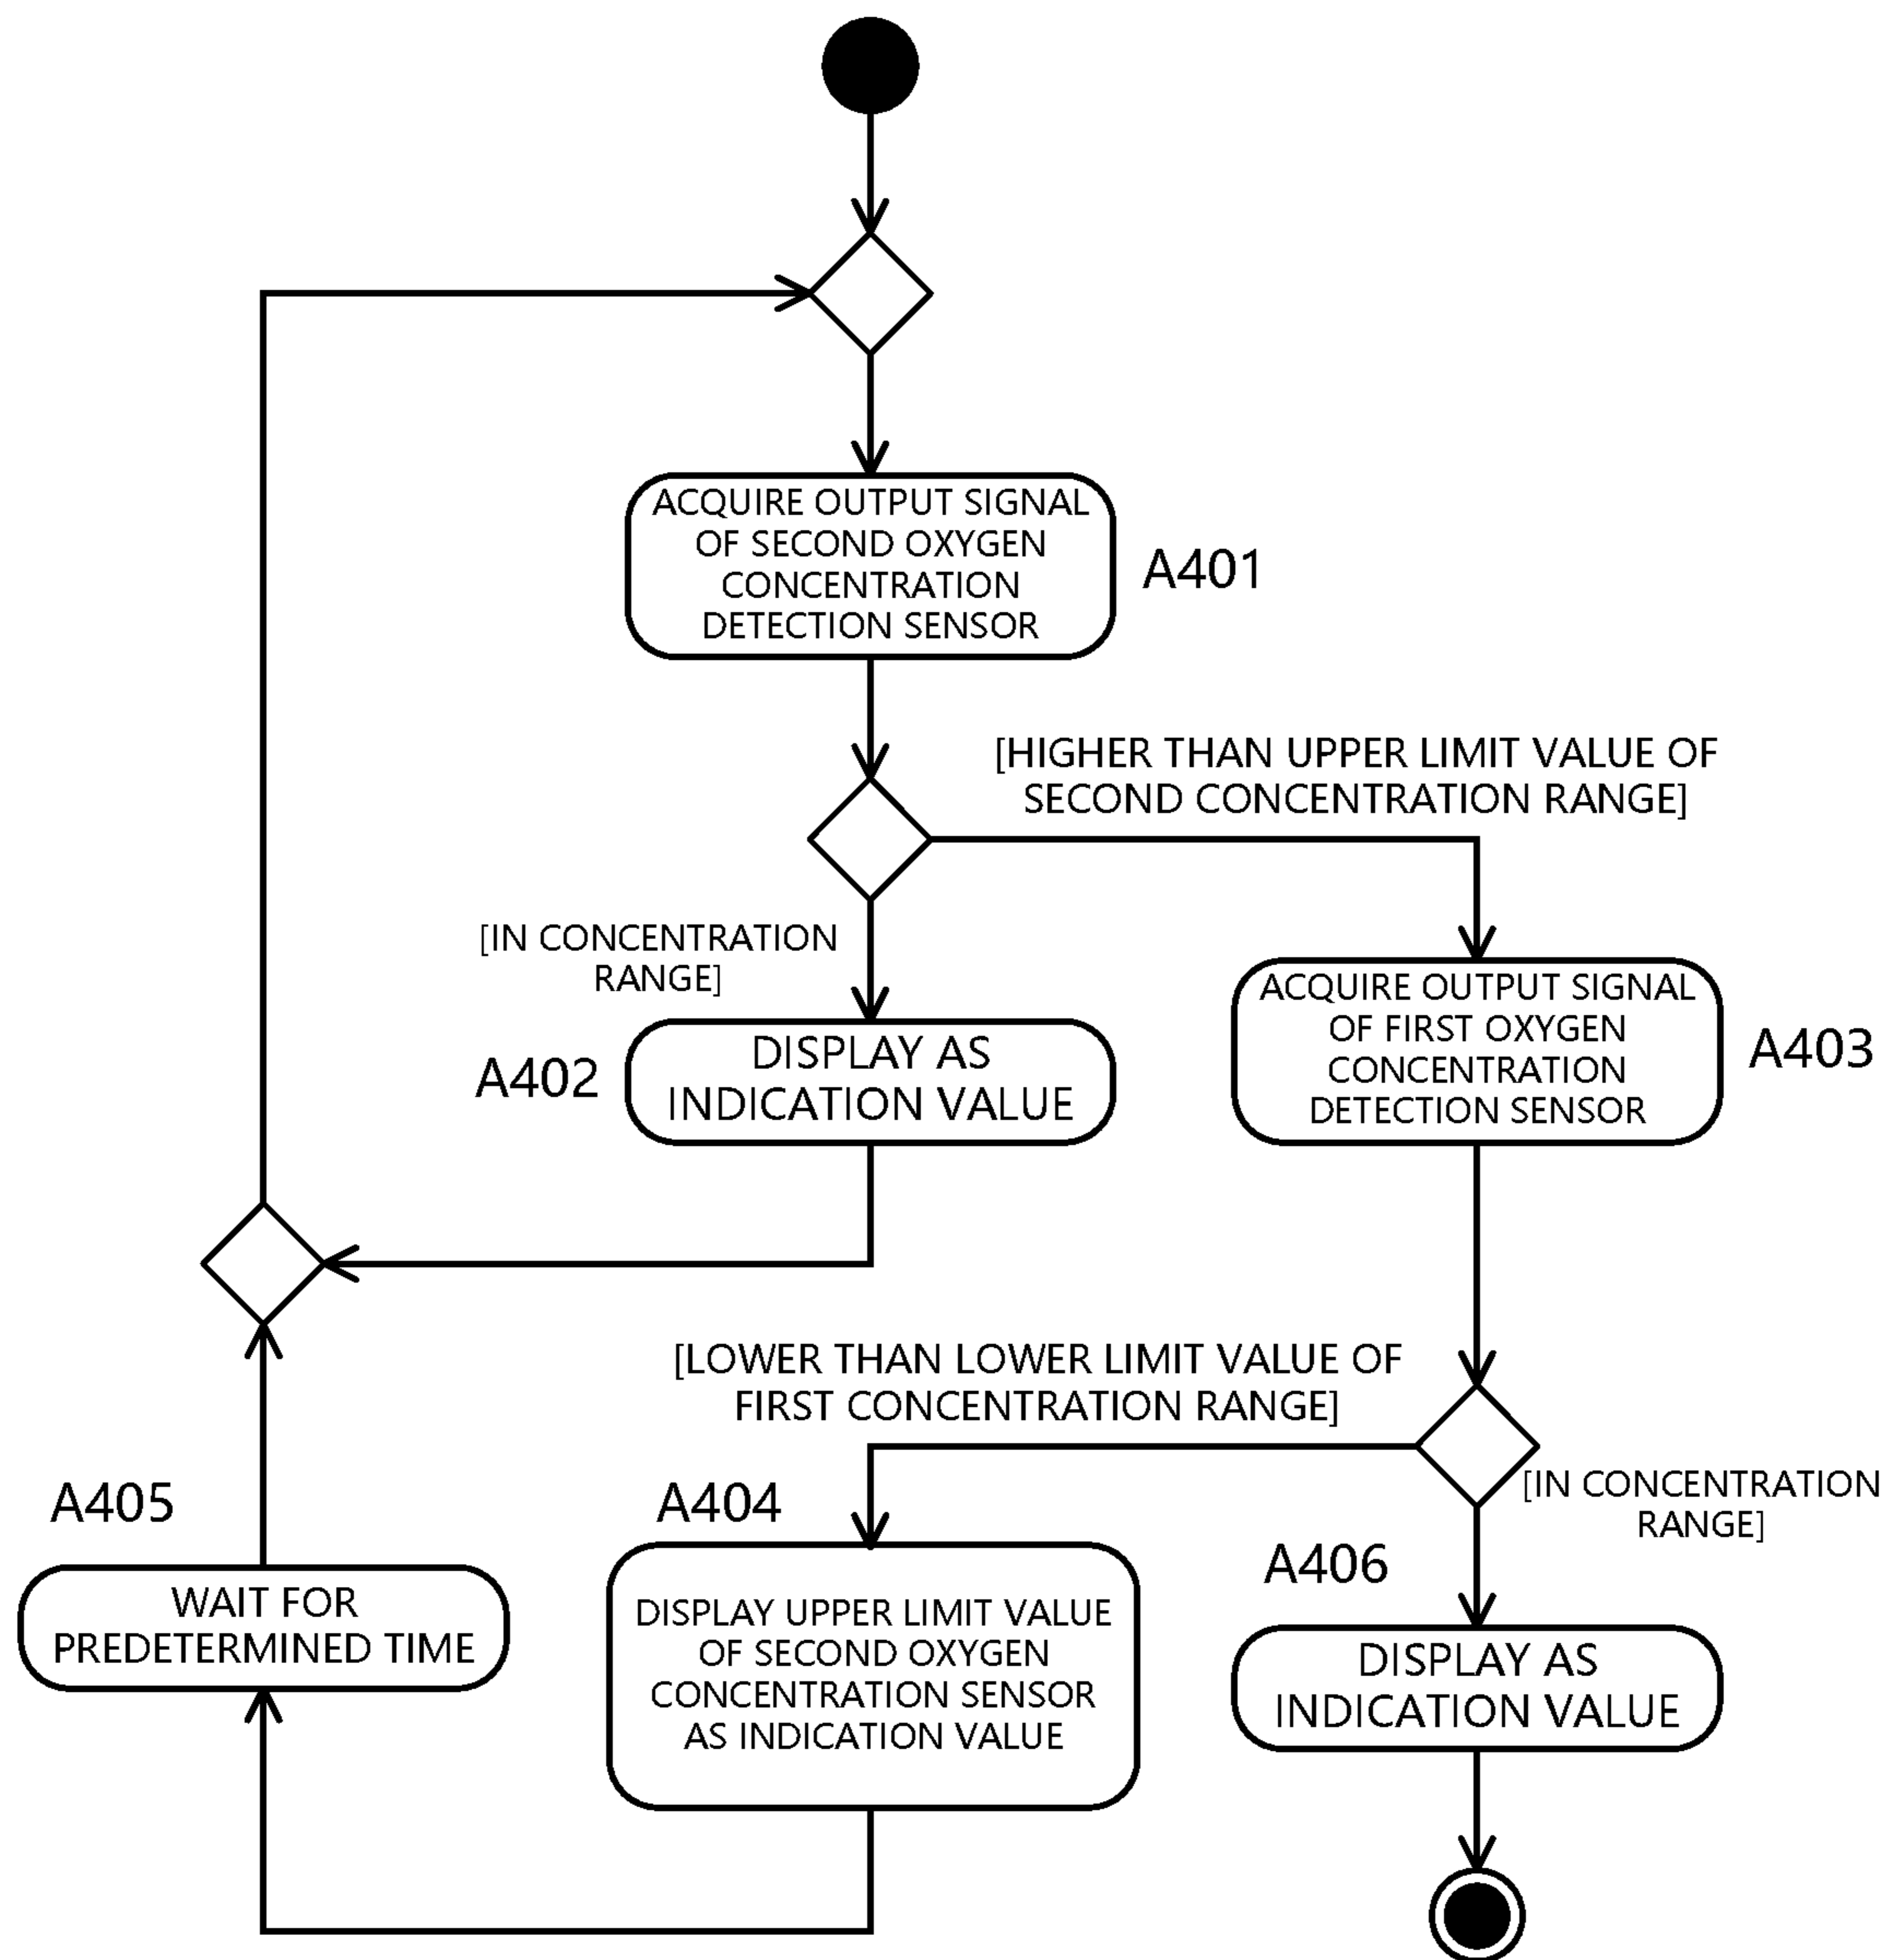 ACQUIRE OUTPUT SIGNAL
OF SECOND OXYGEN
CONCENTRATION
DETECTION SENSOR
A401
[HIGHER THAN UPPER LIMIT VALUE OF
SECOND CONCENTRATION RANGE]
[IN CONCENTRATION
RANGE]
A402
DISPLAY AS
INDICATION VALUE
ACQUIRE OUTPUT SIGNAL
OF FIRST OXYGEN
CONCENTRATION
DETECTION SENSOR
A403
[LOWER THAN LOWER LIMIT VALUE OF
FIRST CONCENTRATION RANGE]
[IN CONCENTRATION
RANGE]
A405
WAIT FOR
PREDETERMINED TIME
A404
DISPLAY UPPER LIMIT VALUE
OF SECOND OXYGEN
CONCENTRATION SENSOR
AS INDICATION VALUE
A406
DISPLAY AS
INDICATION VALUE